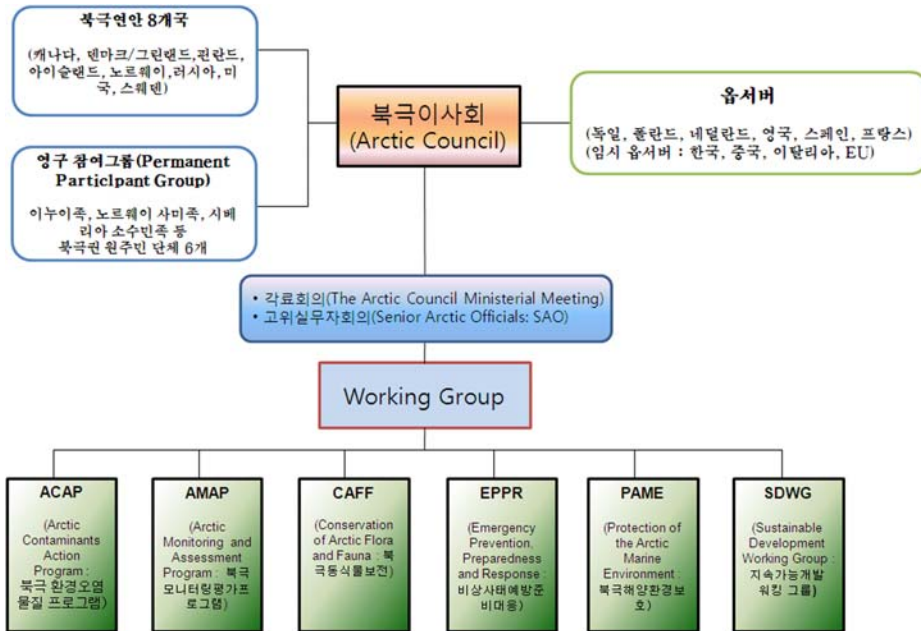 북극연안 8개국
(캐나다, 덴마크/그린랜드,핀란드,
아이슬랜드, 노르웨이,러시아,미
국,스웨덴)
북극이사회
(Arctic Council)
옵서버
(독일, 폴란드, 네덜란드, 영국, 스페인, 프랑스)
(임시 옵서버 : 한국, 중국, 이탈리아, EU)
영구 참여그룹(Permanent
Participant Group)
이누이족, 노르웨이 사미족, 시베
리아 소수민족 등
북극권 원주민 단체 6개
• 각료회의(The Arctic Council Ministerial Meeting)
• 고위실무자회의(Senior Arctic Officials: SAO)
Working Group
ACAP
(Arctic
Contaminants
Action
Program :
북극 환경오염
물질 프로그램)
AMAP
(Arctic
Monitoring and
Assessment
Program : 북극
모니터링평가프
로그램)
CAFF
(Conservation
of Arctic Flora
and Fauna : 북
극동식물보전)
EPPR
(Emergency
Prevention,
Preparedness
and Response :
비상사태예방준
비대응)
PAME
(Protection of
the Arctic
Marine
Environment :
북극해양환경보
호)
SDWG
(Sustainable
Development
Working Group :
지속가능개발
워킹 그룹)